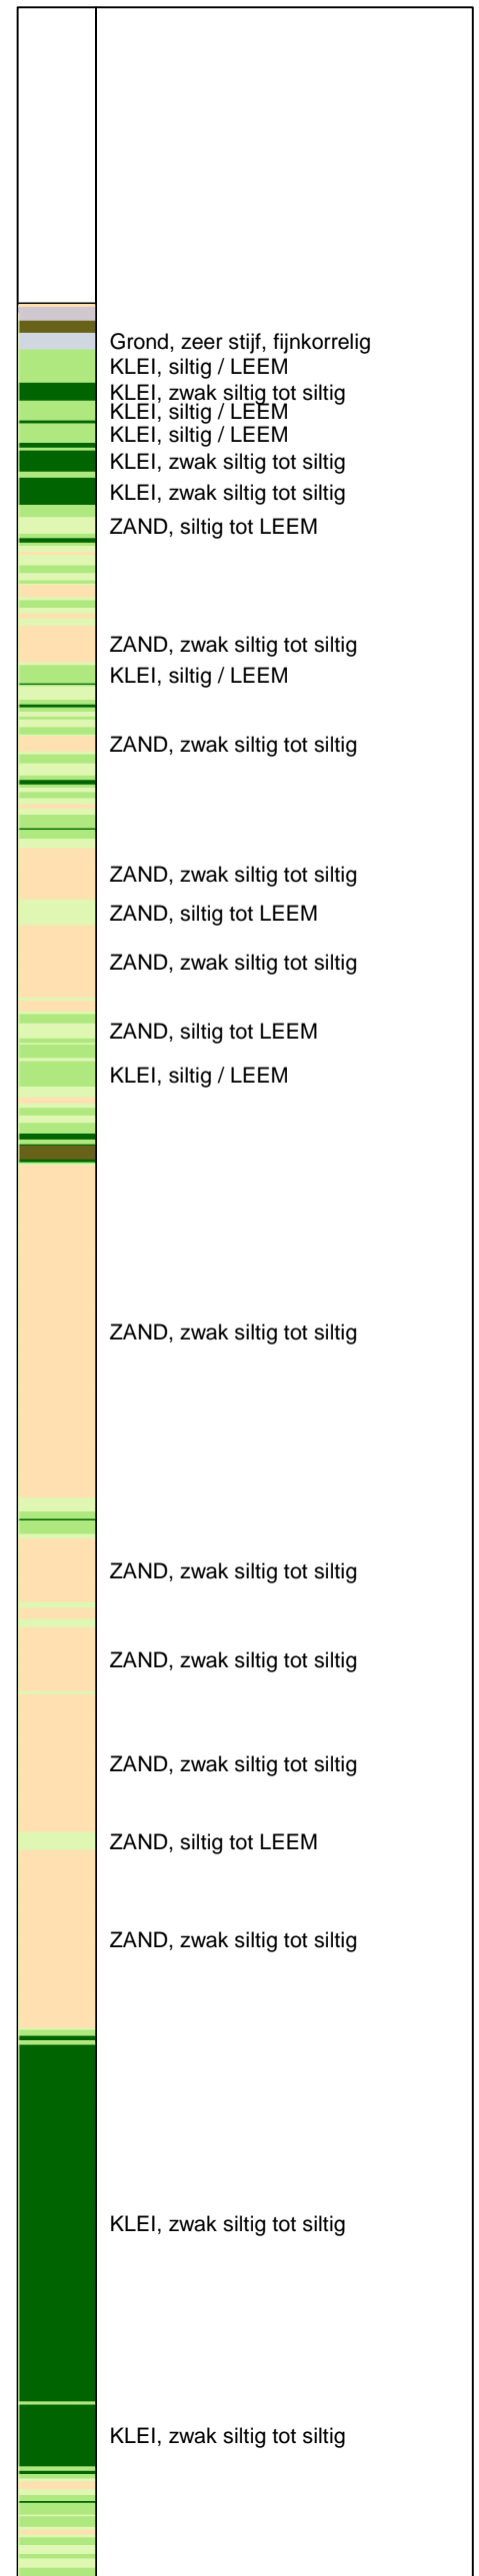 Grond, zeer stijf, fijnkorrelig
KLEI, siltig / LEEM
KLEI, zwak siltig tot siltig
KLEI, siltig / LEEM
KLEI, siltig / LEEM
KLEI, zwak siltig tot siltig
KLEI, zwak siltig tot siltig
ZAND, siltig tot LEEM
ZAND, zwak siltig tot siltig
KLEI, siltig / LEEM
ZAND, zwak siltig tot siltig
ZAND, zwak siltig tot siltig
ZAND, siltig tot LEEM
ZAND, zwak siltig tot siltig
ZAND, siltig tot LEEM
KLEI, siltig / LEEM
ZAND, zwak siltig tot siltig
ZAND, zwak siltig tot siltig
ZAND, zwak siltig tot siltig
ZAND, zwak siltig tot siltig
ZAND, siltig tot LEEM
ZAND, zwak siltig tot siltig
KLEI, zwak siltig tot siltig
KLEI, zwak siltig tot siltig